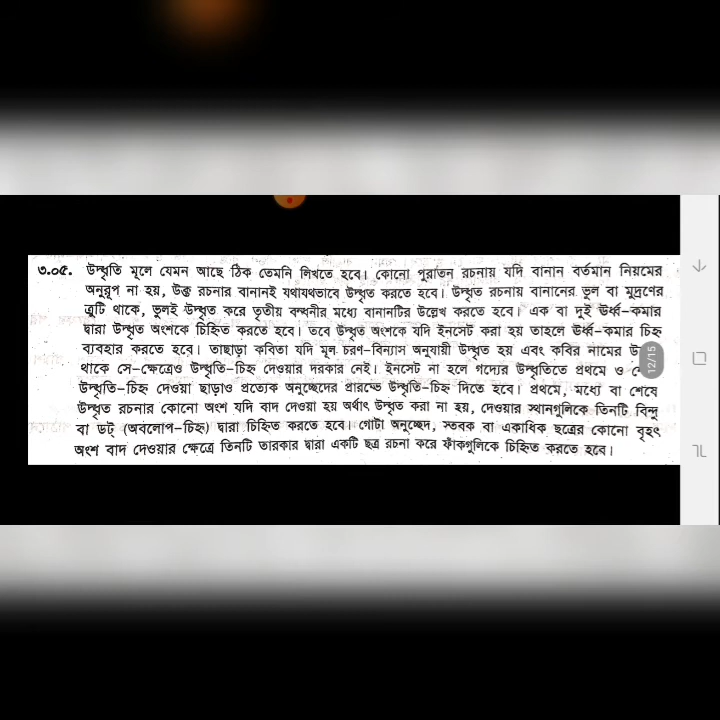 ৩.০৫. উদ্ধৃতি মূলে যেমন আছে ঠিক তেমনি লিখতে হবে। কোনো পুরাতন রচনায় যদি বানান বর্তমান নিয়মের
অনুরূপ না হয়, উক্ত রচনার বানানই যথাযথভাবে উদ্ধৃত করতে হবে। উদ্ধৃত রচনায় বানানের ভুল বা মুদ্রণের
ত্রুটি থাকে, ভুলই উদ্ধৃত করে তৃতীয় বন্ধনীর মধ্যে বানানটির উল্লেখ করতে হবে। এক বা দুই ঊর্ধ্ব-কমার
দ্বারা উদ্ধৃত অংশকে চিহ্নিত করতে হবে। তবে উদ্ধৃত অংশকে যদি ইনসেট করা হয় তাহলে ঊর্ধ্ব-কমার চিহ্ন
ব্যবহার করতে হবে। তাছাড়া কবিতা যদি মূল চরণ-বিন্যাস অনুযায়ী উদ্ধৃত হয় এবং কবির নামের
থাকে সে-ক্ষেত্রেও উদ্ধৃতি-চিহ্ন দেওয়ার দরকার নেই। ইনসেট না হলে গদ্যের উদ্ধৃতিতে প্রথমে ও
উদ্ধৃতি-চিহ্ন দেওয়া ছাড়াও প্রত্যেক অনুচ্ছেদের প্রারম্ভে উদ্ধৃতি-চিহ্ন দিতে হবে। প্রথমে, মধ্যে বা শেষে
উদ্ধৃত রচনার কোনো অংশ যদি বাদ দেওয়া হয় অর্থাৎ উদ্ধৃত করা না হয়, দেওয়ার স্থানগুলিকে তিনটি বিন্দু
বা ডট্ (অবলোপ-চিহ্ন) দ্বারা চিহ্নিত করতে হবে। গোটা অনুচ্ছেদ, স্তবক বা একাধিক ছত্রের কোনো বৃহৎ
অংশ বাদ দেওয়ার ক্ষেত্রে তিনটি তারকার দ্বারা একটি ছত্র রচনা করে ফাঁকগুলিকে চিহ্নিত করতে হবে।
12/15